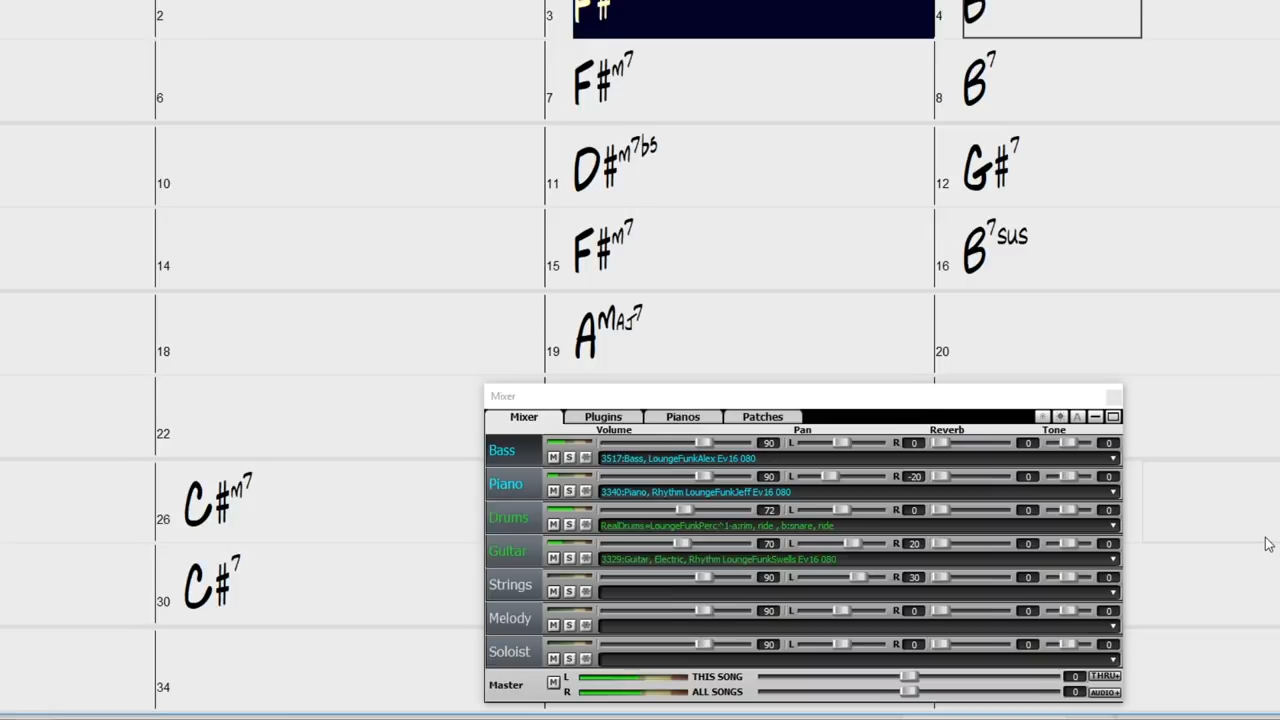 2 3 F# 4 B
6 7 F#m7 8 B7
10 11 D#m7b5 12 G#7
14 15 F#m7 16 B7sus
18 19 AMAJ7 20
22
26 C#m7
30 C#7
34
Mixer
Mixer Plugins Pianos Patches A
Volume Pan Reverb Tone
Bass 90 L R 0 0 0
M S 3517:Bass, LoungeFunkAlex Ev16 080
Piano 90 L R -20 0 0
M S 3340:Piano, Rhythm LoungeFunkJeff Ev16 080
Drums 72 L R 0 0 0
M S RealDrums=LoungeFunkPerc^1-a:rim, ride , b:snare, ride
Guitar 70 L R 20 0 0
M S 3329:Guitar, Electric, Rhythm LoungeFunkSwells Ev16 080
Strings 90 L R 30 0 0
M S
Melody 90 L R 0 0 0
M S
Soloist 90 L R 0 0 0
M S
Master M L THIS SONG 0 THRU+
R ALL SONGS 0 AUDIO+